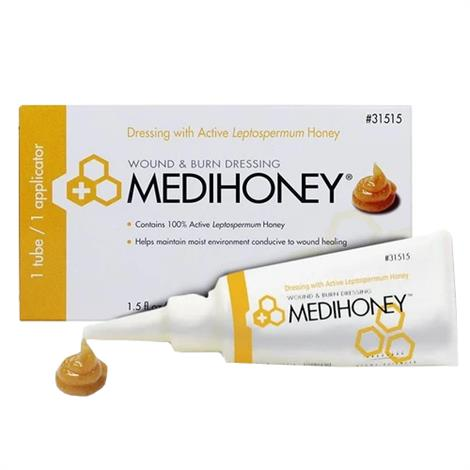 #31515
Dressing with Active Leptospermum Honey
WOUND & BURN DRESSING
MEDIHONEY®
• Contains 100% Active Leptospermum Honey
• Helps maintain moist environment conducive to wound healing
1.5 fl
1 tube / 1 applicator
#31515
Dressing with Active Leptospermum Honey
WOUND & BURN DRESSING
MEDIHONEY™